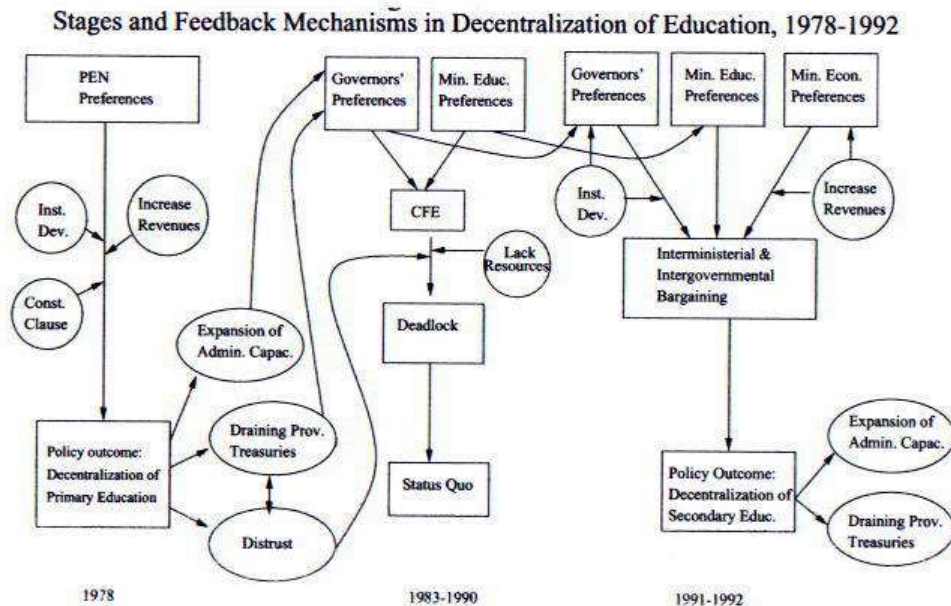 Stages and Feedback Mechanisms in Decentralization of Education, 1978-1992
PEN
Preferences
Inst.
Dev.
Increase
Revenues
Const.
Clause
Policy outcome:
Decentralization of
Primary Education
Expansion of
Admin. Capac.
Draining Prov.
Treasuries
Distrust
1978
Governors'
Preferences
Min. Educ.
Preferences
CFE
Lack
Resources
Deadlock
Status Quo
1983-1990
Governors'
Preferences
Min. Educ.
Preferences
Min. Econ.
Preferences
Inst.
Dev.
Increase
Revenues
Interministerial &
Intergovernmental
Bargaining
Policy Outcome:
Decentralization of
Secondary Educ.
Expansion of
Admin. Capac.
Draining Prov.
Treasuries
1991-1992